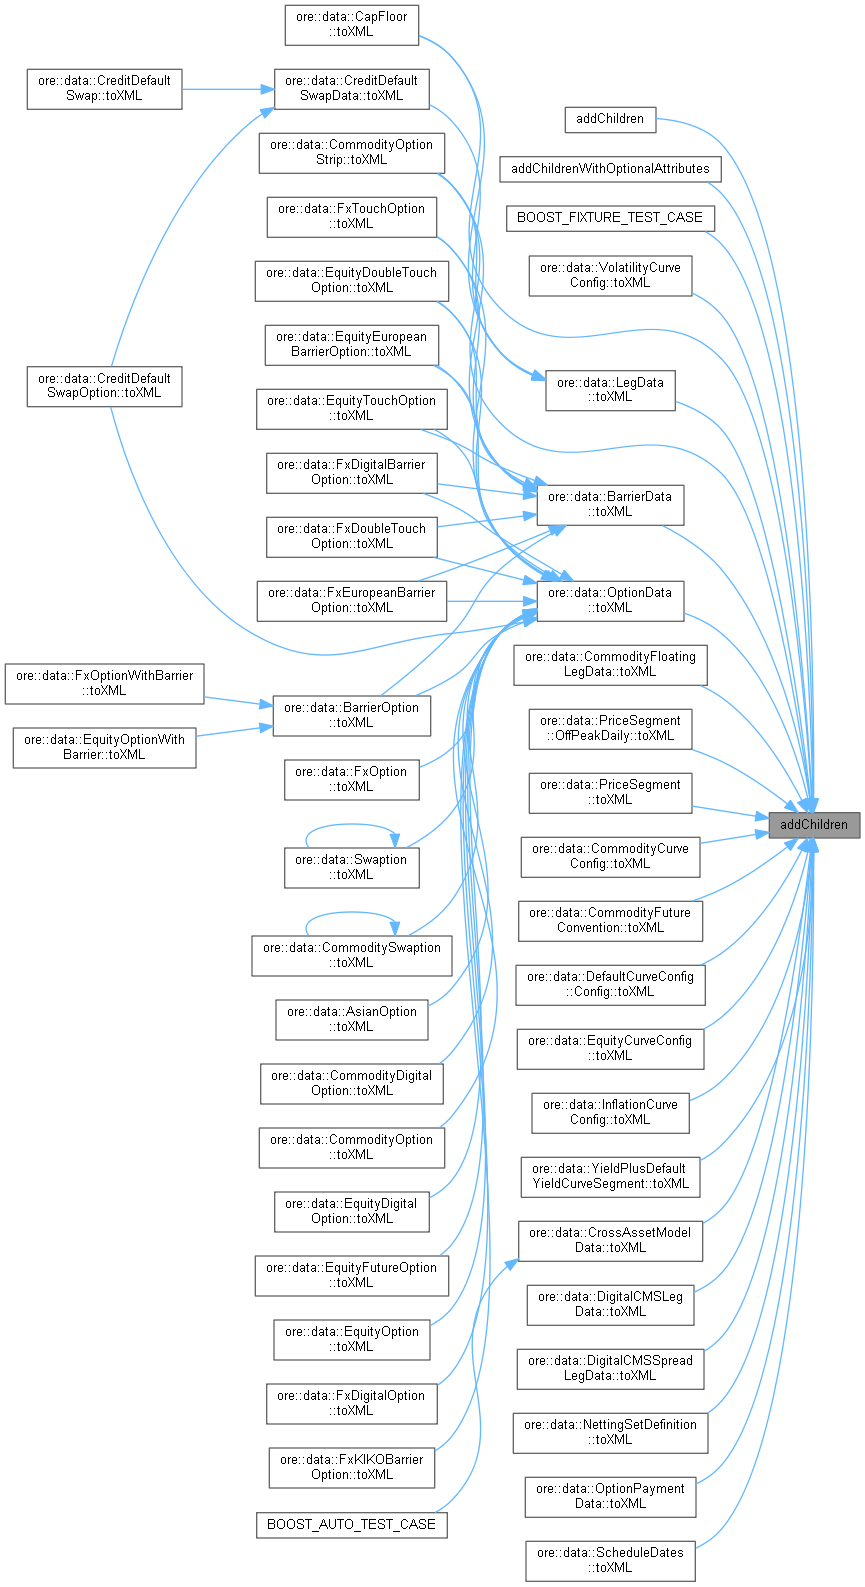 ore::data::CapFloor
::toXML
ore::data::CreditDefault
Swap::toXML
ore::data::CreditDefault
SwapData::toXML
addChildren
ore::data::CommodityOption
Strip::toXML
addChildrenWithOptionalAttributes
ore::data::FxTouchOption
::toXML
BOOST_FIXTURE_TEST_CASE
ore::data::EquityDoubleTouch
Option::toXML
ore::data::VolatilityCurve
Config::toXML
ore::data::EquityEuropean
BarrierOption::toXML
ore::data::CreditDefault
SwapOption::toXML
ore::data::EquityTouchOption
::toXML
ore::data::LegData
::toXML
ore::data::FxDigitalBarrier
Option::toXML
ore::data::BarrierData
::toXML
ore::data::FxDoubleTouch
Option::toXML
ore::data::FxEuropeanBarrier
Option::toXML
ore::data::OptionData
::toXML
ore::data::CommodityFloating
LegData::toXML
ore::data::FxOptionWithBarrier
::toXML
ore::data::BarrierOption
::toXML
ore::data::PriceSegment
::OffPeakDaily::toXML
ore::data::EquityOptionWith
Barrier::toXML
ore::data::FxOption
::toXML
ore::data::PriceSegment
::toXML
addChildren
ore::data::Swaption
::toXML
ore::data::CommodityCurve
Config::toXML
ore::data::CommodityFuture
Convention::toXML
ore::data::CommoditySwaption
::toXML
ore::data::DefaultCurveConfig
::Config::toXML
ore::data::AsianOption
::toXML
ore::data::EquityCurveConfig
::toXML
ore::data::CommodityDigital
Option::toXML
ore::data::InflationCurve
Config::toXML
ore::data::CommodityOption
::toXML
ore::data::YieldPlusDefault
YieldCurveSegment::toXML
ore::data::EquityDigital
Option::toXML
ore::data::CrossAssetModel
Data::toXML
ore::data::EquityFutureOption
::toXML
ore::data::DigitalCMSLeg
Data::toXML
ore::data::EquityOption
::toXML
ore::data::DigitalCMSSpread
LegData::toXML
ore::data::FxDigitalOption
::toXML
ore::data::NettingSetDefinition
::toXML
ore::data::FxKIKOBarrier
Option::toXML
ore::data::OptionPayment
Data::toXML
BOOST_AUTO_TEST_CASE
ore::data::ScheduleDates
::toXML